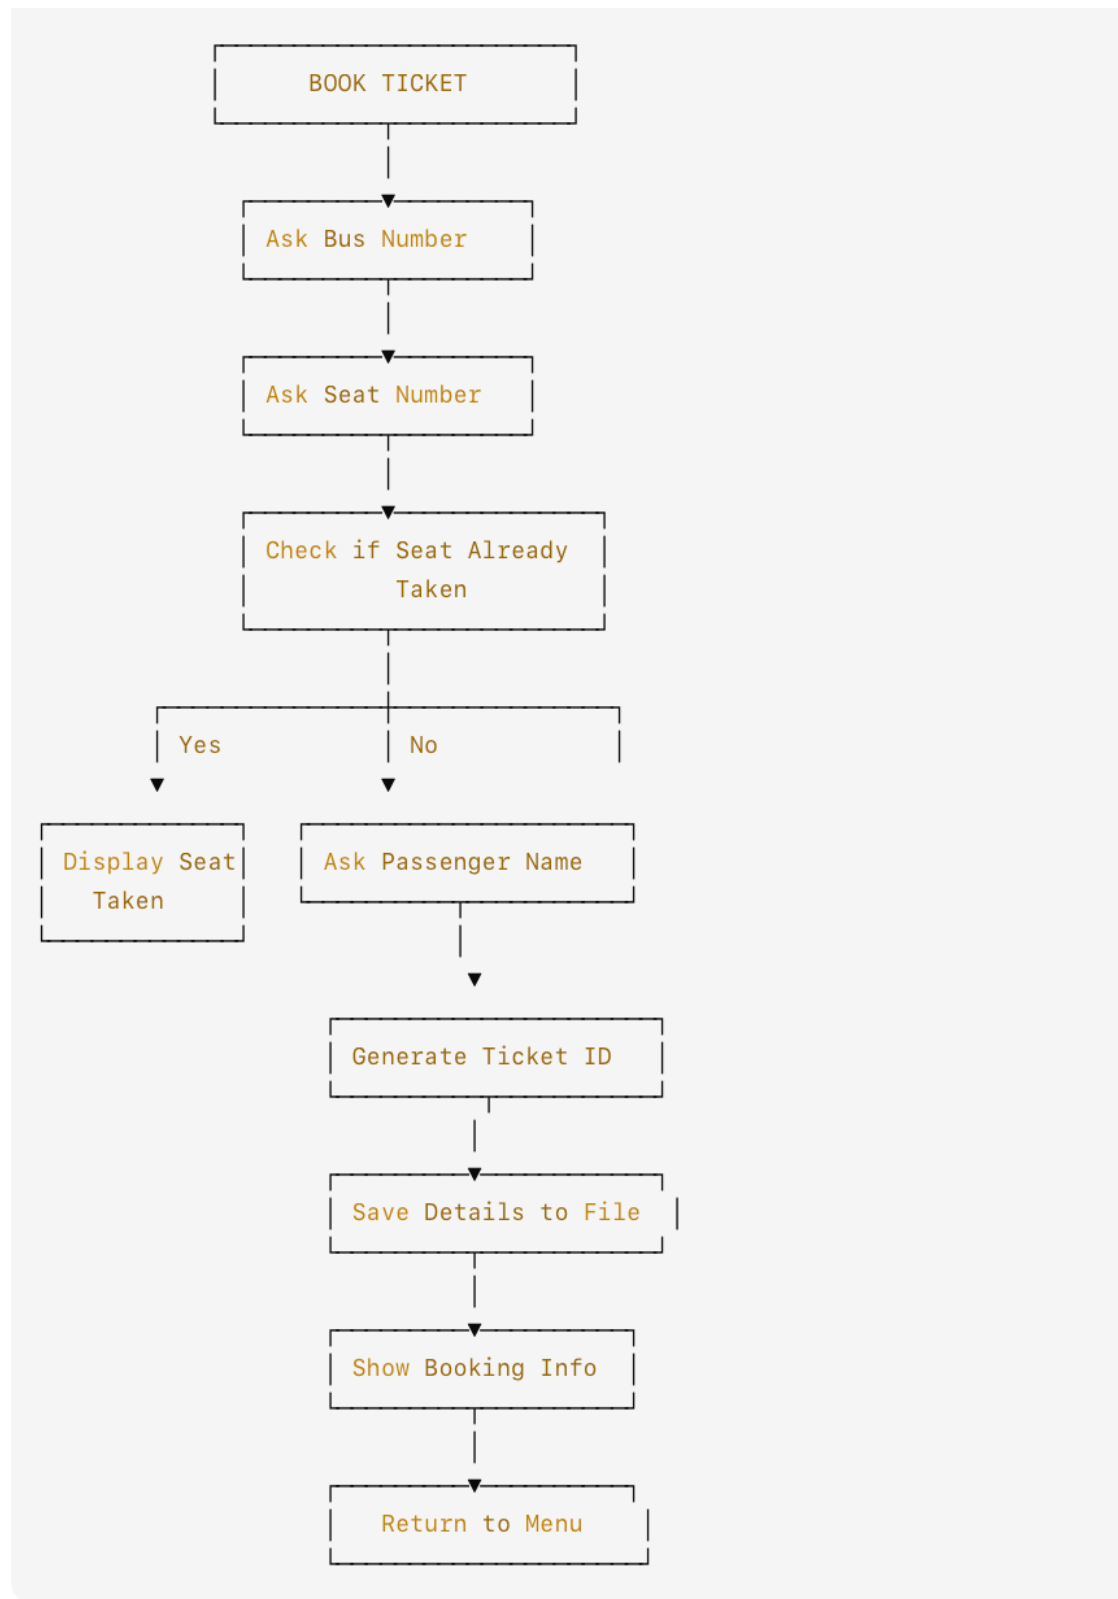 BOOK TICKET
Ask Bus Number
Ask Seat Number
Check if Seat Already
Taken
Yes
No
Display Seat
Taken
Ask Passenger Name
Generate Ticket ID
Save Details to File
Show Booking Info
Return to Menu